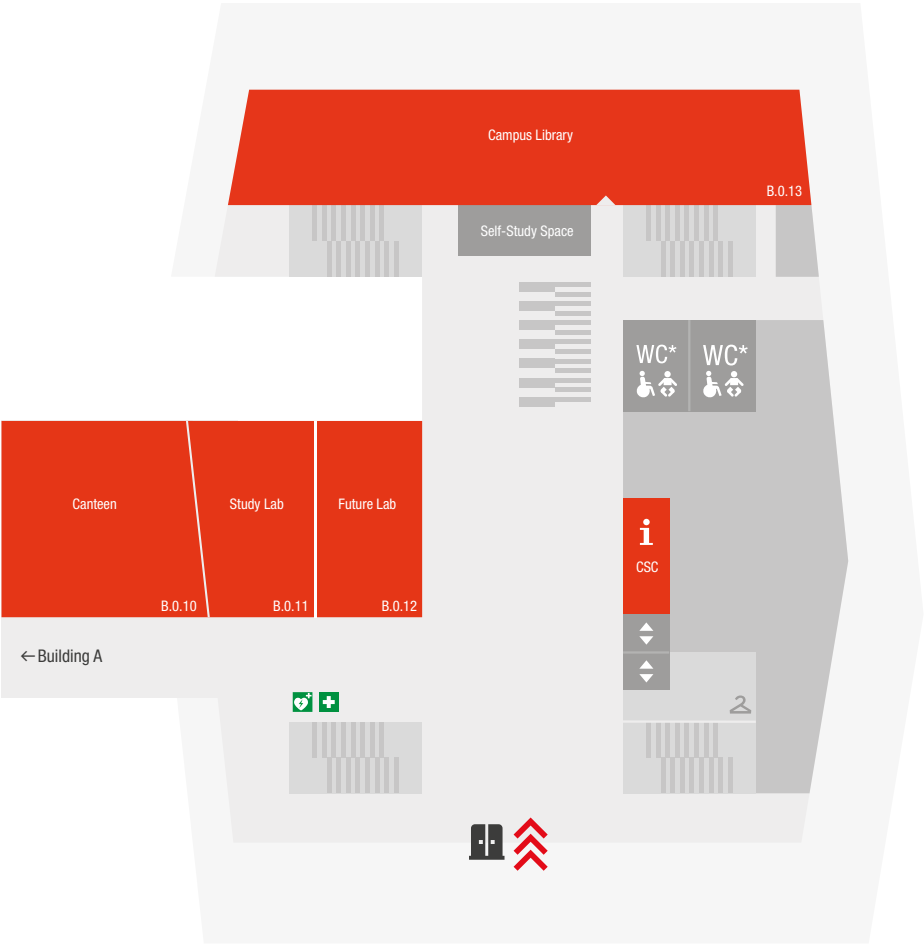 Campus Library
B.0.13
Self-Study Space
WC*
WC*
Canteen
Study Lab
Future Lab
i
CSC
B.0.10
B.0.11
B.0.12
←Building A